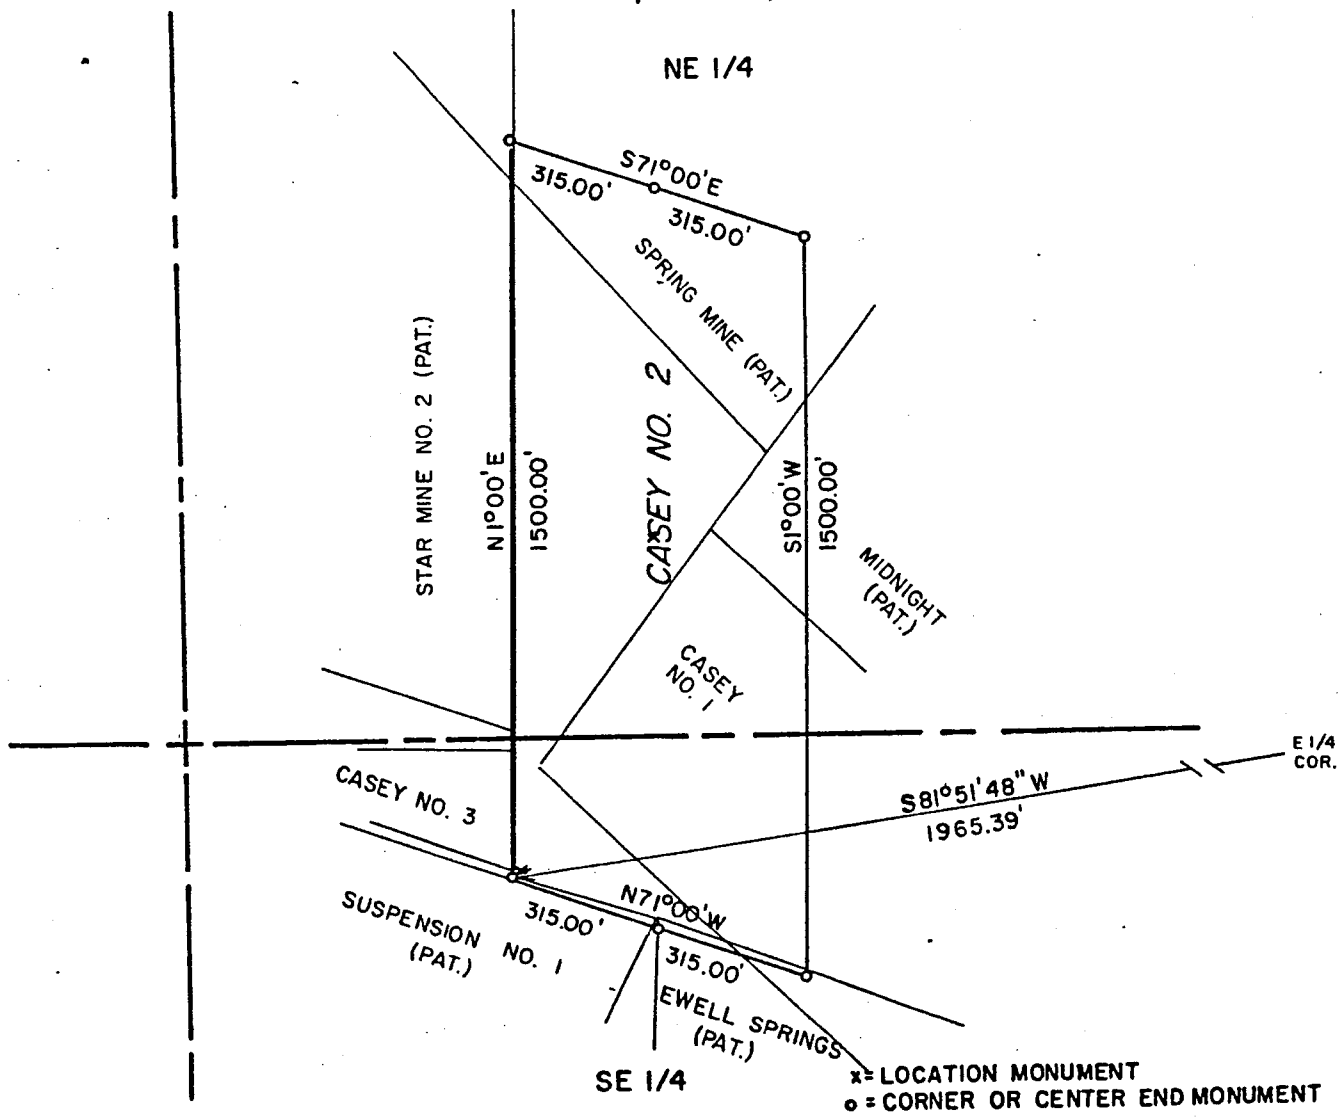 NE 1/4
S71°00'E
315.00'
315.00'
SPRING MINE (PAT.)
STAR MINE NO. 2 (PAT.)
CASEY NO. 2
N1°00'E
1500.00'
S1°00'W
1500.00'
MIDNIGHT
(PAT.)
CASEY
NO. 1
E 1/4
COR.
CASEY NO. 3
S81°51'48"W
1965.39'
N71°00'W
315.00'
315.00'
SUSPENSION NO. 1
(PAT.)
EWELL SPRINGS
(PAT.)
SE 1/4
x = LOCATION MONUMENT
o = CORNER OR CENTER END MONUMENT